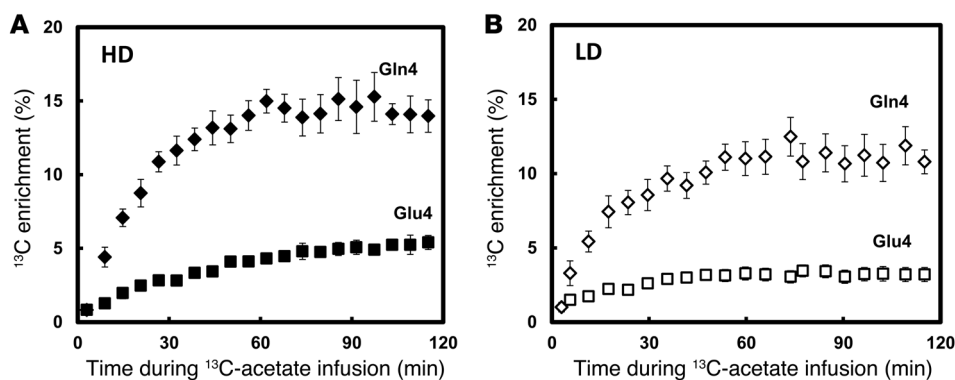 A
HD
20
15
10
5
0
¹³C enrichment (%)
Gln4
Glu4
0 30 60 90 120
Time during ¹³C-acetate infusion (min)
B
LD
20
15
10
5
0
¹³C enrichment (%)
Gln4
Glu4
0 30 60 90 120
Time during ¹³C-acetate infusion (min)